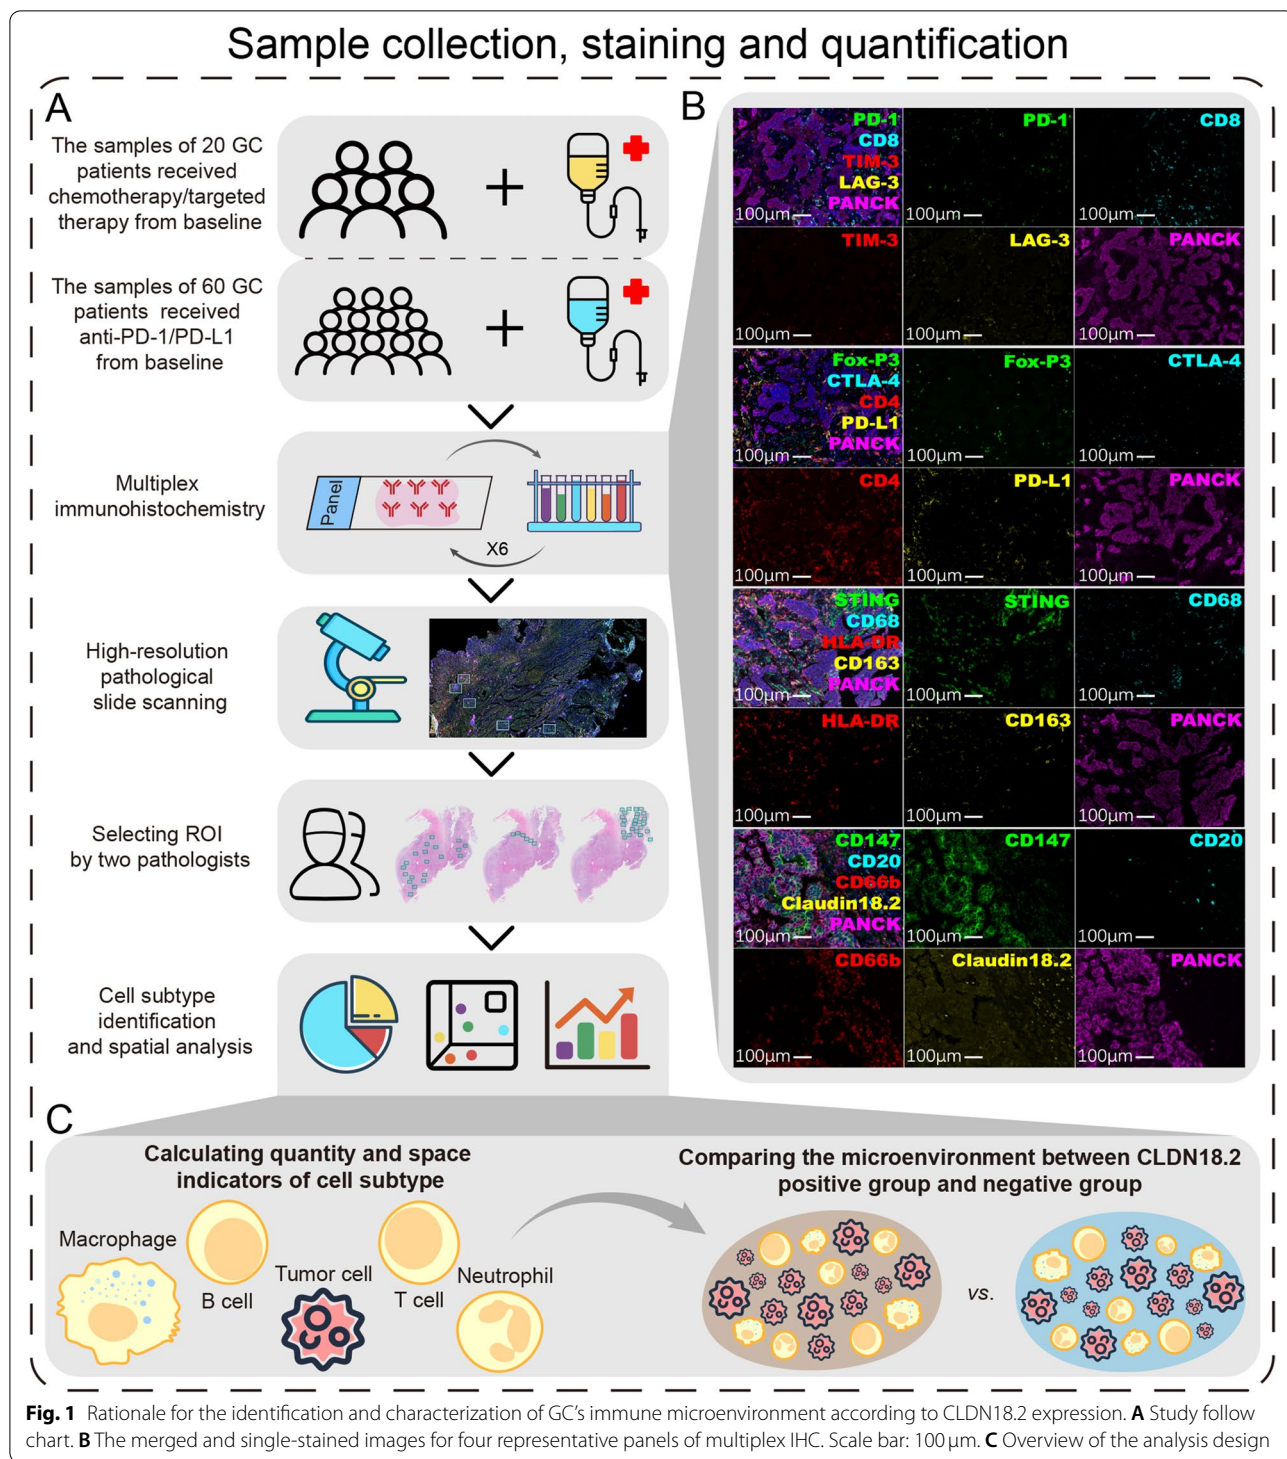 Sample collection, staining and quantification
A
The samples of 20 GC
patients received
chemotherapy/targeted
therapy from baseline
The samples of 60 GC
patients received
anti-PD-1/PD-L1
from baseline
Multiplex
immunohistochemistry
Panel
X6
High-resolution
pathological
slide scanning
Selecting ROI
by two pathologists
Cell subtype
identification
and spatial analysis
B
PD-1
CD8
TIM-3
LAG-3
PANCK
100μm
PD-1
100μm
CD8
100μm
TIM-3
100μm
LAG-3
100μm
PANCK
100μm
Fox-P3
CTLA-4
CD4
PD-L1
PANCK
100μm
Fox-P3
100μm
CTLA-4
100μm
CD4
100μm
PD-L1
100μm
PANCK
100μm
STING
CD68
HLA-DR
CD163
PANCK
100μm
STING
100μm
CD68
100μm
HLA-DR
100μm
CD163
100μm
PANCK
100μm
CD147
CD20
CD66b
Claudin18.2
PANCK
100μm
CD147
100μm
CD20
100μm
CD66b
100μm
Claudin18.2
100μm
PANCK
100μm
C
Calculating quantity and space
indicators of cell subtype
Macrophage
B cell
Tumor cell
T cell
Neutrophil
Comparing the microenvironment between CLDN18.2
positive group and negative group
vs.
Fig. 1 Rationale for the identification and characterization of GC's immune microenvironment according to CLDN18.2 expression. A Study follow
chart. B The merged and single-stained images for four representative panels of multiplex IHC. Scale bar: 100 μm. C Overview of the analysis design